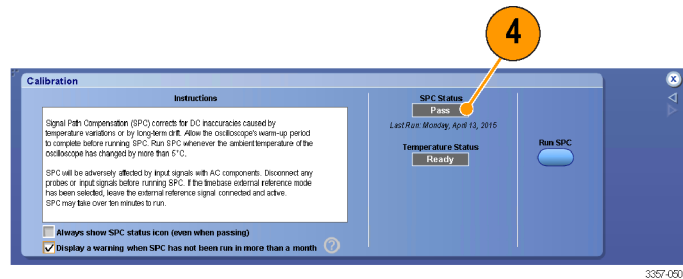 4
Calibration
Instructions
Signal Path Compensation (SPC) corrects for DC inaccuracies caused by
temperature variations or by long-term drift. Allow the oscilloscope's warm-up period
to complete before running SPC. Run SPC whenever the ambient temperature of the
oscilloscope has changed by more than 5°C.
SPC will be adversely affected by input signals with AC components. Disconnect any
probes or input signals before running SPC. If the timebase external reference mode
has been selected, leave the external reference signal connected and active.
SPC may take over ten minutes to run.
Always show SPC status icon (even when passing)
Display a warning when SPC has not been run in more than a month
?
SPC Status
Pass
Last Run: Monday, April 13, 2015
Temperature Status
Ready
Run SPC
X
3357-050